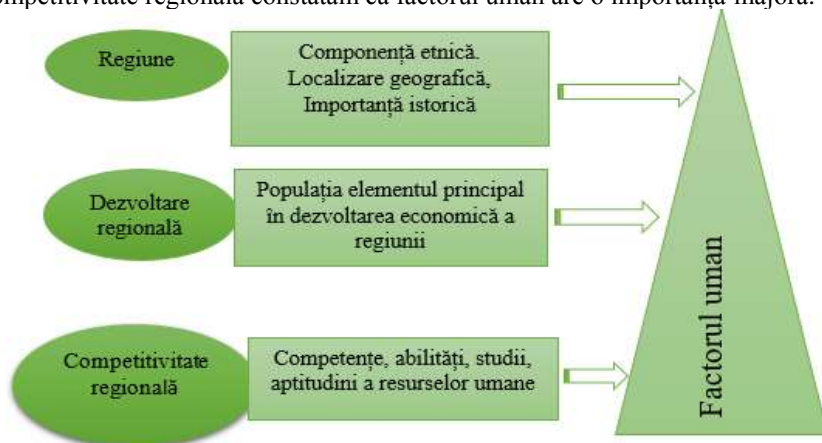 competitivitate regională constatăm că factorul uman are o importanță majoră.
Regiune
Componență etnică.
Localizare geografică,
Importanță istorică
Dezvoltare
regională
Populația elementul principal
în dezvoltarea economică a
regiunii
Competitivitate
regională
Competențe, abilități, studii,
aptitudini a resurselor umane
Factorul uman